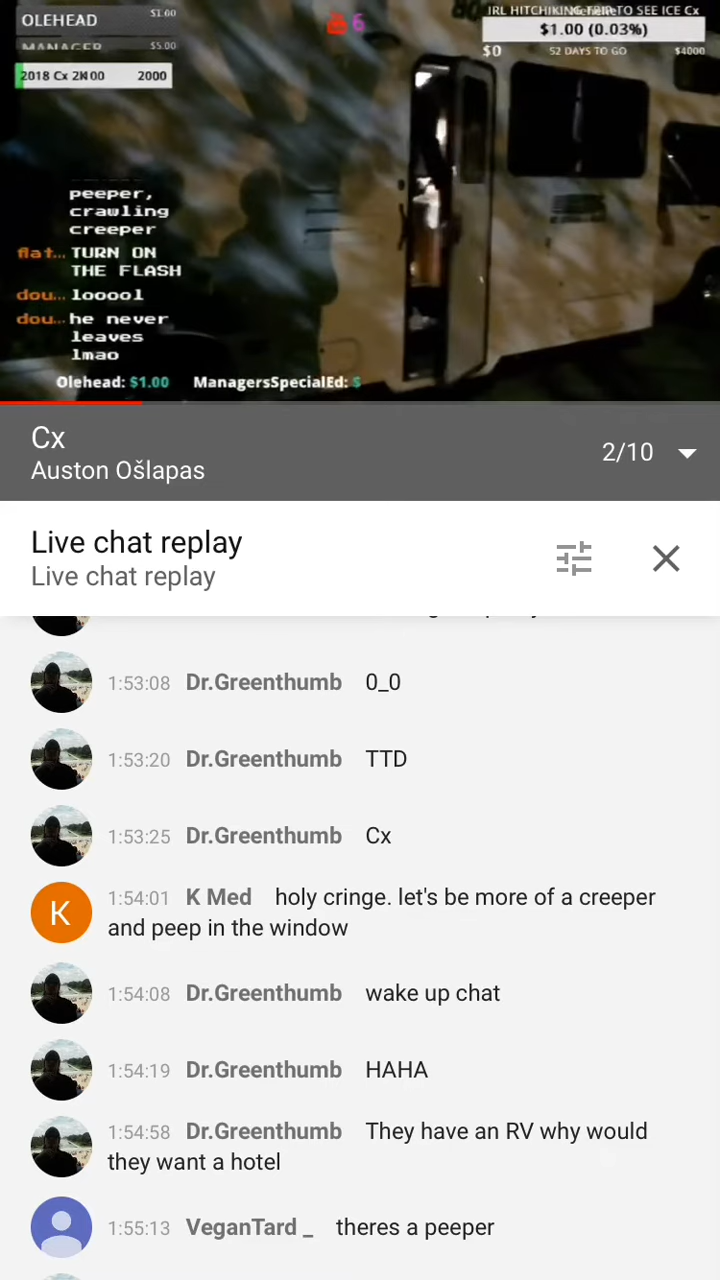 OLEHEAD $1.00
MANAGER $5.00
2018 Cx 2K 00 2000
6
IRL HITCHIKING TRIP TO SEE ICE Cx
$1.00 (0.03%)
$0 52 DAYS TO GO $4000
peeper,
crawling
creeper
flat... TURN ON
THE FLASH
dou... looool
dou... he never
leaves
lmao
Olehead: $1.00 ManagersSpecialEd: $
Cx
Auston Ošlapas
2/10
Live chat replay
Live chat replay
1:53:08 Dr.Greenthumb 0_0
1:53:20 Dr.Greenthumb TTD
1:53:25 Dr.Greenthumb Cx
K
1:54:01 K Med holy cringe. let's be more of a creeper
and peep in the window
1:54:08 Dr.Greenthumb wake up chat
1:54:19 Dr.Greenthumb HAHA
1:54:58 Dr.Greenthumb They have an RV why would
they want a hotel
1:55:13 VeganTard _ theres a peeper